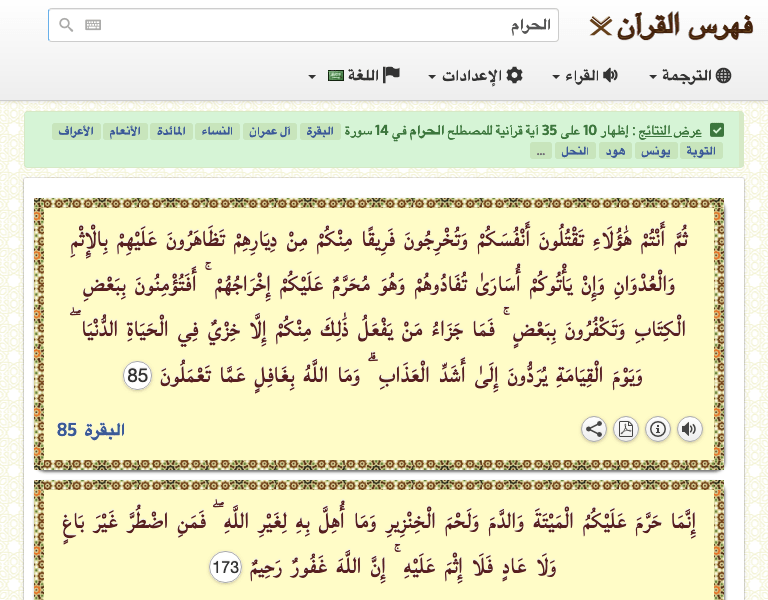 فهرس القرآن
الحرام
الترجمة القراء الإعدادات اللغة
عرض النتائج : إظهار 10 على 35 آية قرآنية للمصطلح الحرام في 14 سورة البقرة آل عمران النساء المائدة الأنعام الأعراف
التوبة يونس هود النحل ...
ثُمَّ أَنْتُمْ هَٰؤُلَاءِ تَقْتُلُونَ أَنْفُسَكُمْ وَتُخْرِجُونَ فَرِيقًا مِنْكُمْ مِنْ دِيَارِهِمْ تَظَاهَرُونَ عَلَيْهِمْ بِالْإِثْمِ
وَالْعُدْوَانِ وَإِنْ يَأْتُوكُمْ أُسَارَىٰ تُفَادُوهُمْ وَهُوَ مُحَرَّمٌ عَلَيْكُمْ إِخْرَاجُهُمْ ۚ أَفَتُؤْمِنُونَ بِبَعْضِ
الْكِتَابِ وَتَكْفُرُونَ بِبَعْضٍ ۚ فَمَا جَزَاءُ مَنْ يَفْعَلُ ذَٰلِكَ مِنْكُمْ إِلَّا خِزْيٌ فِي الْحَيَاةِ الدُّنْيَا ۖ
وَيَوْمَ الْقِيَامَةِ يُرَدُّونَ إِلَىٰ أَشَدِّ الْعَذَابِ ۗ وَمَا اللَّهُ بِغَافِلٍ عَمَّا تَعْمَلُونَ 85
البقرة 85
إِنَّمَا حَرَّمَ عَلَيْكُمُ الْمَيْتَةَ وَالدَّمَ وَلَحْمَ الْخِنْزِيرِ وَمَا أُهِلَّ بِهِ لِغَيْرِ اللَّهِ ۖ فَمَنِ اضْطُرَّ غَيْرَ بَاغٍ
وَلَا عَادٍ فَلَا إِثْمَ عَلَيْهِ ۚ إِنَّ اللَّهَ غَفُورٌ رَحِيمٌ 173